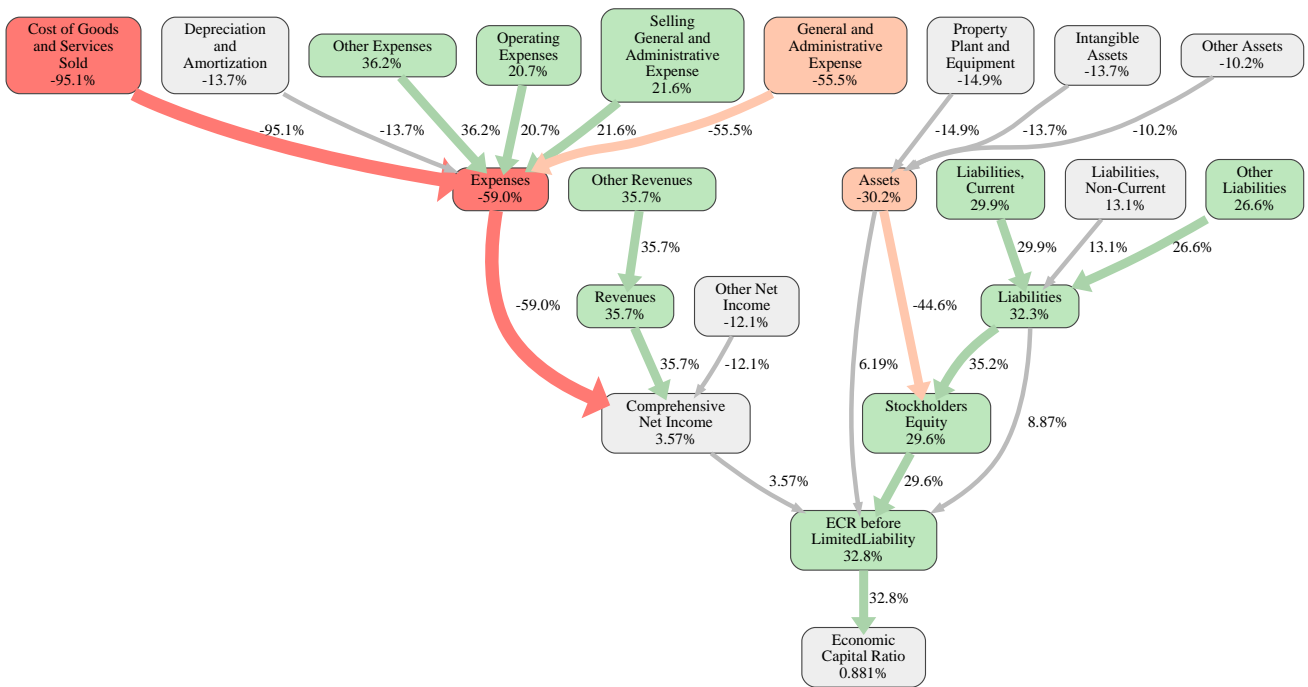 Cost of Goods
and Services
Sold
-95.1%
Depreciation
and
Amortization
-13.7%
Other Expenses
36.2%
Operating
Expenses
20.7%
Selling
General and
Administrative
Expense
21.6%
General and
Administrative
Expense
-55.5%
Property
Plant and
Equipment
-14.9%
Intangible
Assets
-13.7%
Other Assets
-10.2%
-95.1%
-13.7%
36.2%
20.7%
21.6%
-55.5%
-14.9%
-13.7%
-10.2%
Expenses
-59.0%
Other Revenues
35.7%
Assets
-30.2%
Liabilities,
Current
29.9%
Liabilities,
Non-Current
13.1%
Other
Liabilities
26.6%
35.7%
29.9%
13.1%
26.6%
Revenues
35.7%
Other Net
Income
-12.1%
Liabilities
32.3%
-59.0%
-44.6%
35.7%
-12.1%
6.19%
35.2%
Comprehensive
Net Income
3.57%
Stockholders
Equity
29.6%
8.87%
3.57%
29.6%
ECR before
LimitedLiability
32.8%
32.8%
Economic
Capital Ratio
0.881%